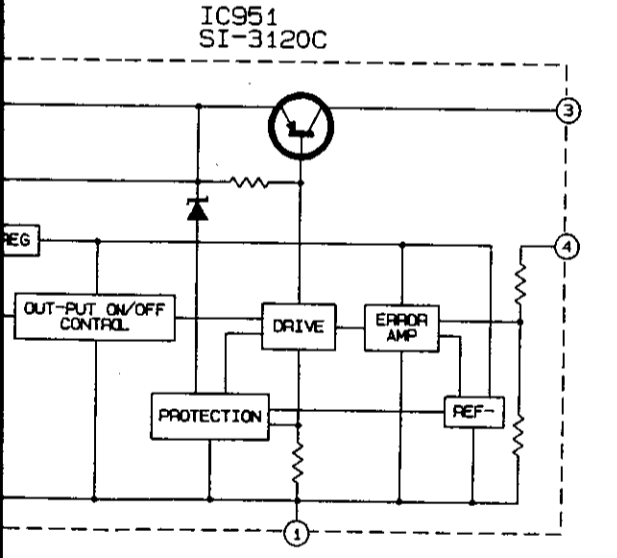 IC951
SI-3120C
3
4
REG
OUT-PUT ON/OFF
CONTROL
DRIVE
ERROR
AMP
PROTECTION
REF-
1